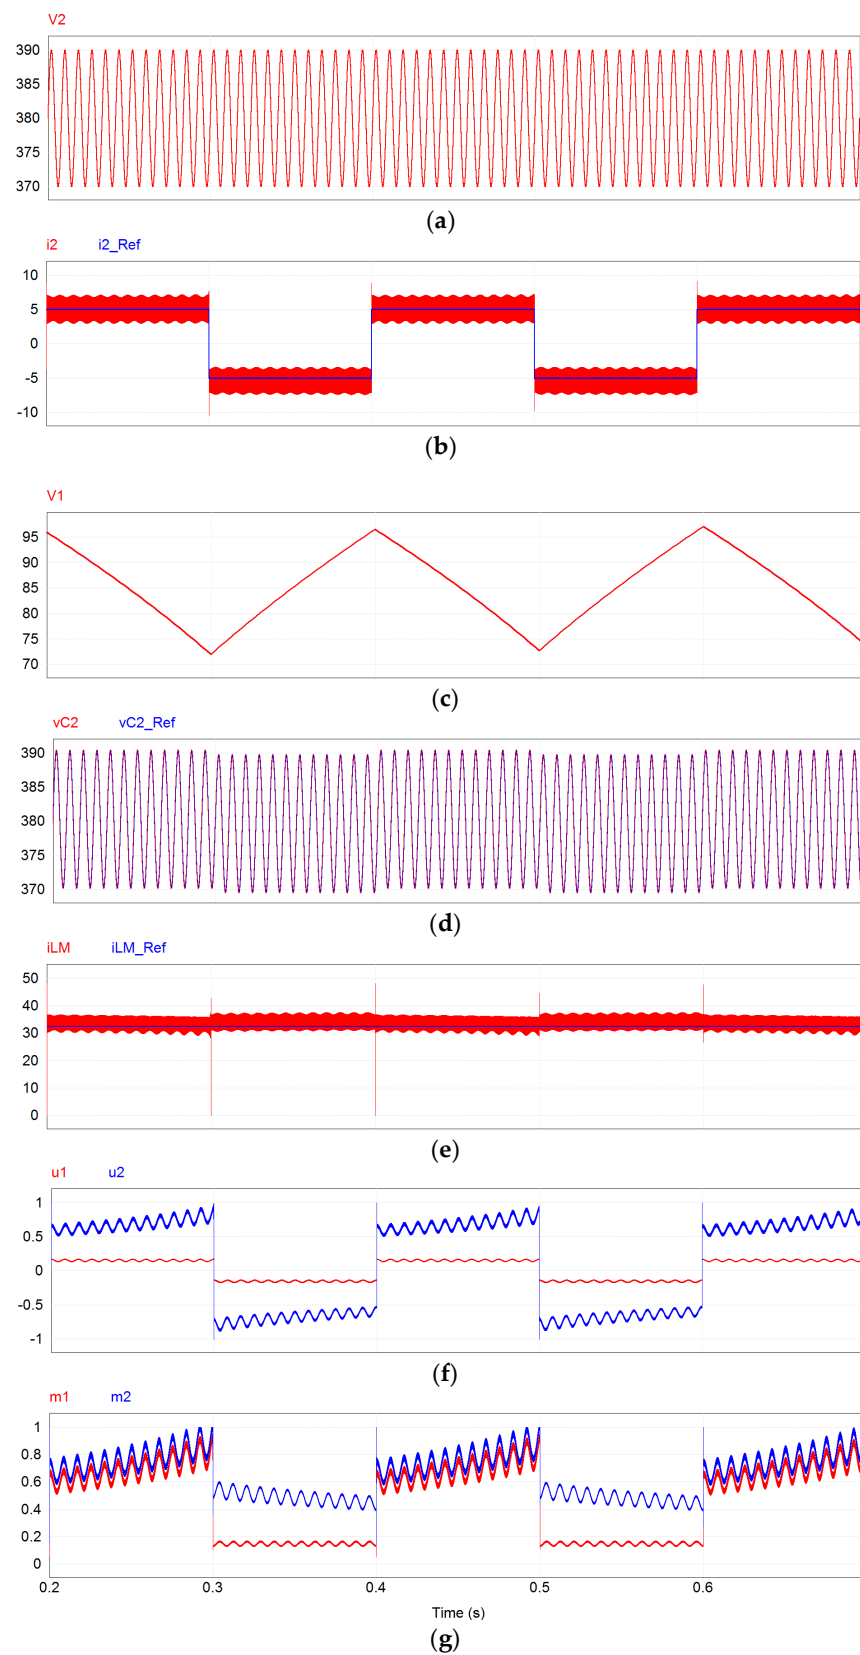 V2
390
385
380
375
370
(a)
i2 i2_Ref
10
5
0
-5
-10
(b)
V1
95
90
85
80
75
70
(c)
vC2 vC2_Ref
390
385
380
375
370
(d)
iLM iLM_Ref
50
40
30
20
10
0
(e)
u1 u2
1
0.5
0
-0.5
-1
(f)
m1 m2
1
0.8
0.6
0.4
0.2
0
0.2 0.3 0.4 0.5 0.6
Time (s)
(g)